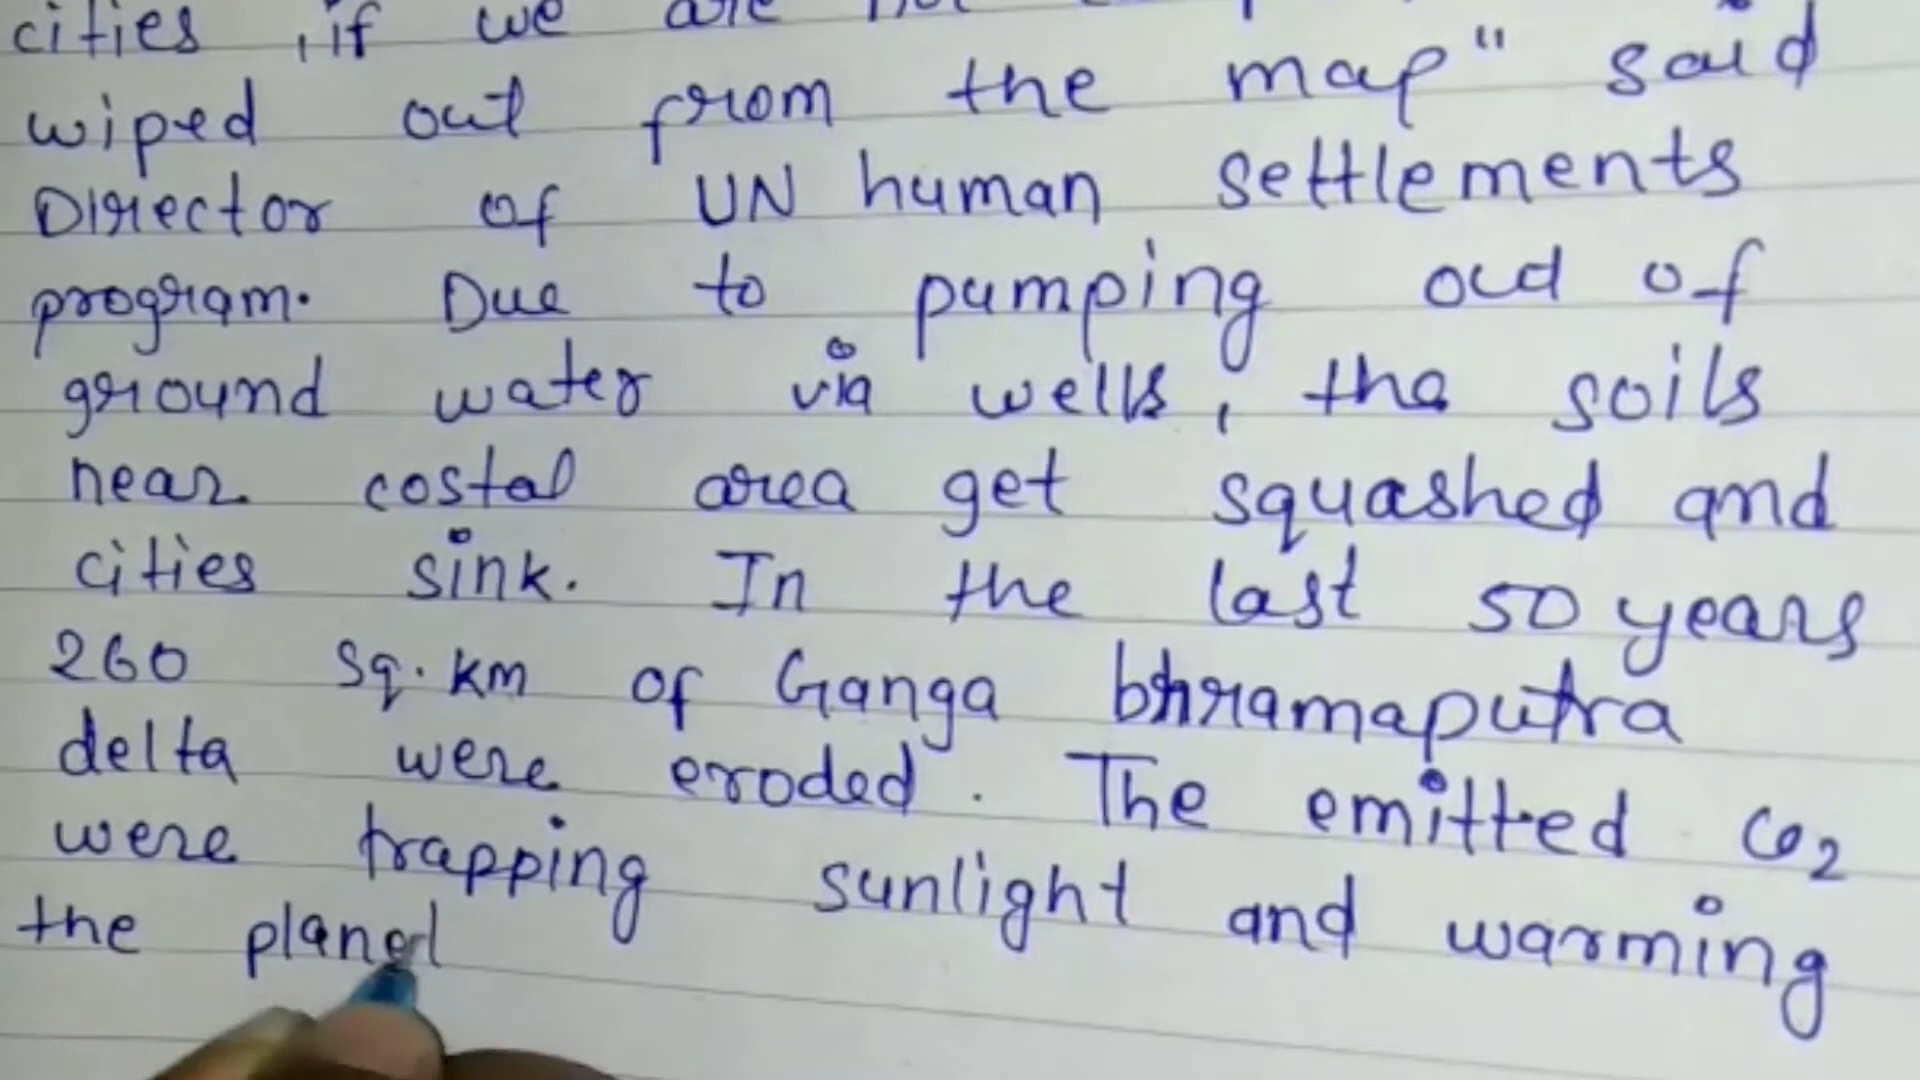 cities, if we are not
wiped out from the map" said
Director of UN human settlements
program. Due to pumping out of
ground water via wells, the soils
near costal area get squashed and
cities sink. In the last 50 years
260 sq. km of Ganga bhramaputra
delta were eroded. The emitted CO2
were trapping sunlight and warming
the planet